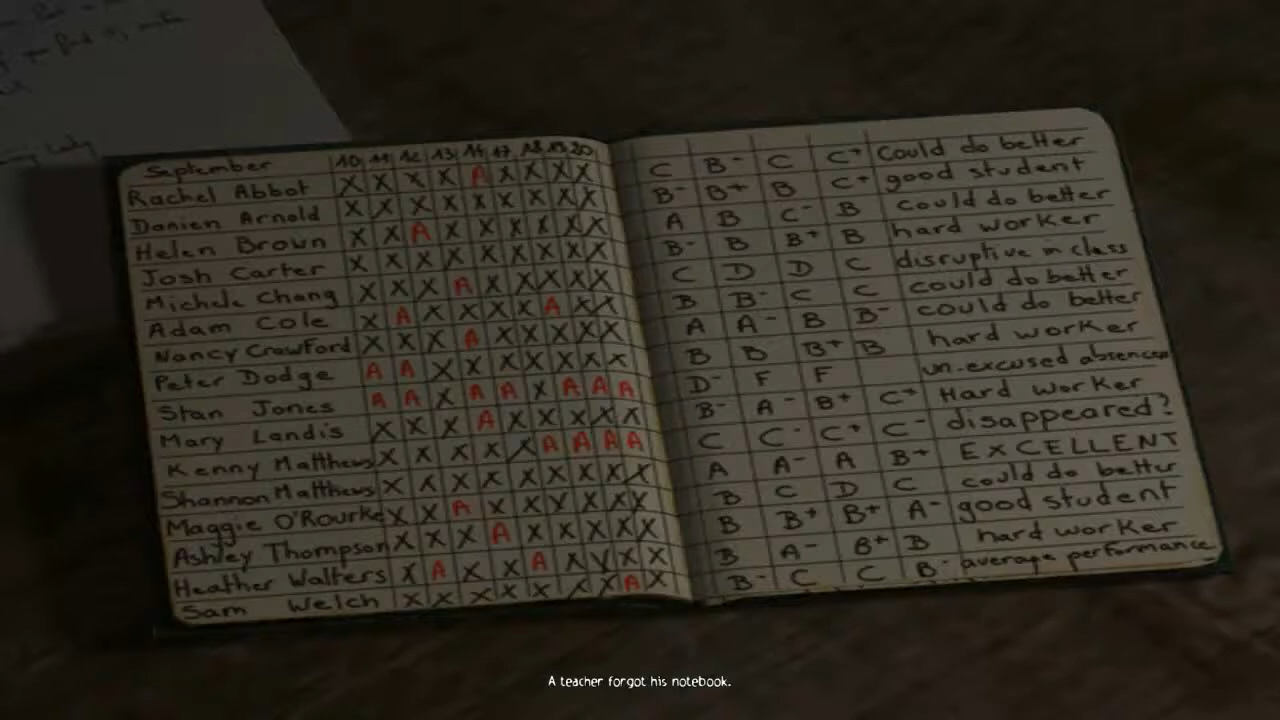 September 10 11 12 13 14 17 18 19 20
Rachel Abbot X X X X A X X X X C B- C C+ Could do better
Danien Arnold X X X X X X X X X B- B+ B C+ good student
Helen Brown X X A X X X X X X A B C- B could do better
Josh Carter X X X X X X X X X B- B B+ B hard worker
Michele Chang X X X A X X X X X C D D C disruptive in class
Adam Cole X A X X X X A X X B B- C C could do better
Nancy Crawford X X X A X X X X X A A- B B- could do better
Peter Dodge A A X X X X X X X B B B+ B hard worker
Stan Jones A A X A A X A A A D- F F un.excused absences
Mary Landis X X X A X X X X X B- A- B+ C+ Hard worker
Kenny Matthews X X X X X A A A A C C- C+ C- disappeared?
Shannon Matthews X X X X X X X X X A A- A B+ EXCELLENT
Maggie O'Rourke X X A X X X X X X B C D C could do better
Ashley Thompson X X X A X X X X X B B+ B+ A- good student
Heather Walters X A X X A X X X X B A- B+ B hard worker
Sam Welch X X X X X X X A X B- C C B- average performance
A teacher forgot his notebook.